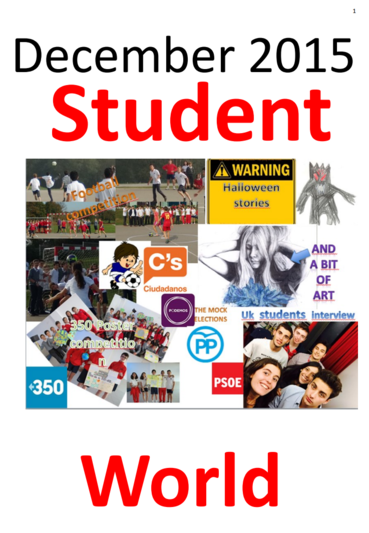 1
December 2015
Student
Football
competition
WARNING
Halloween
stories
C's
Ciudadanos
PODEMOS
THE MOCK
ELECTIONS
AND
A BIT
OF
ART
Uk students interview
350 Poster
competitio
n
PP
+350
PSOE
World